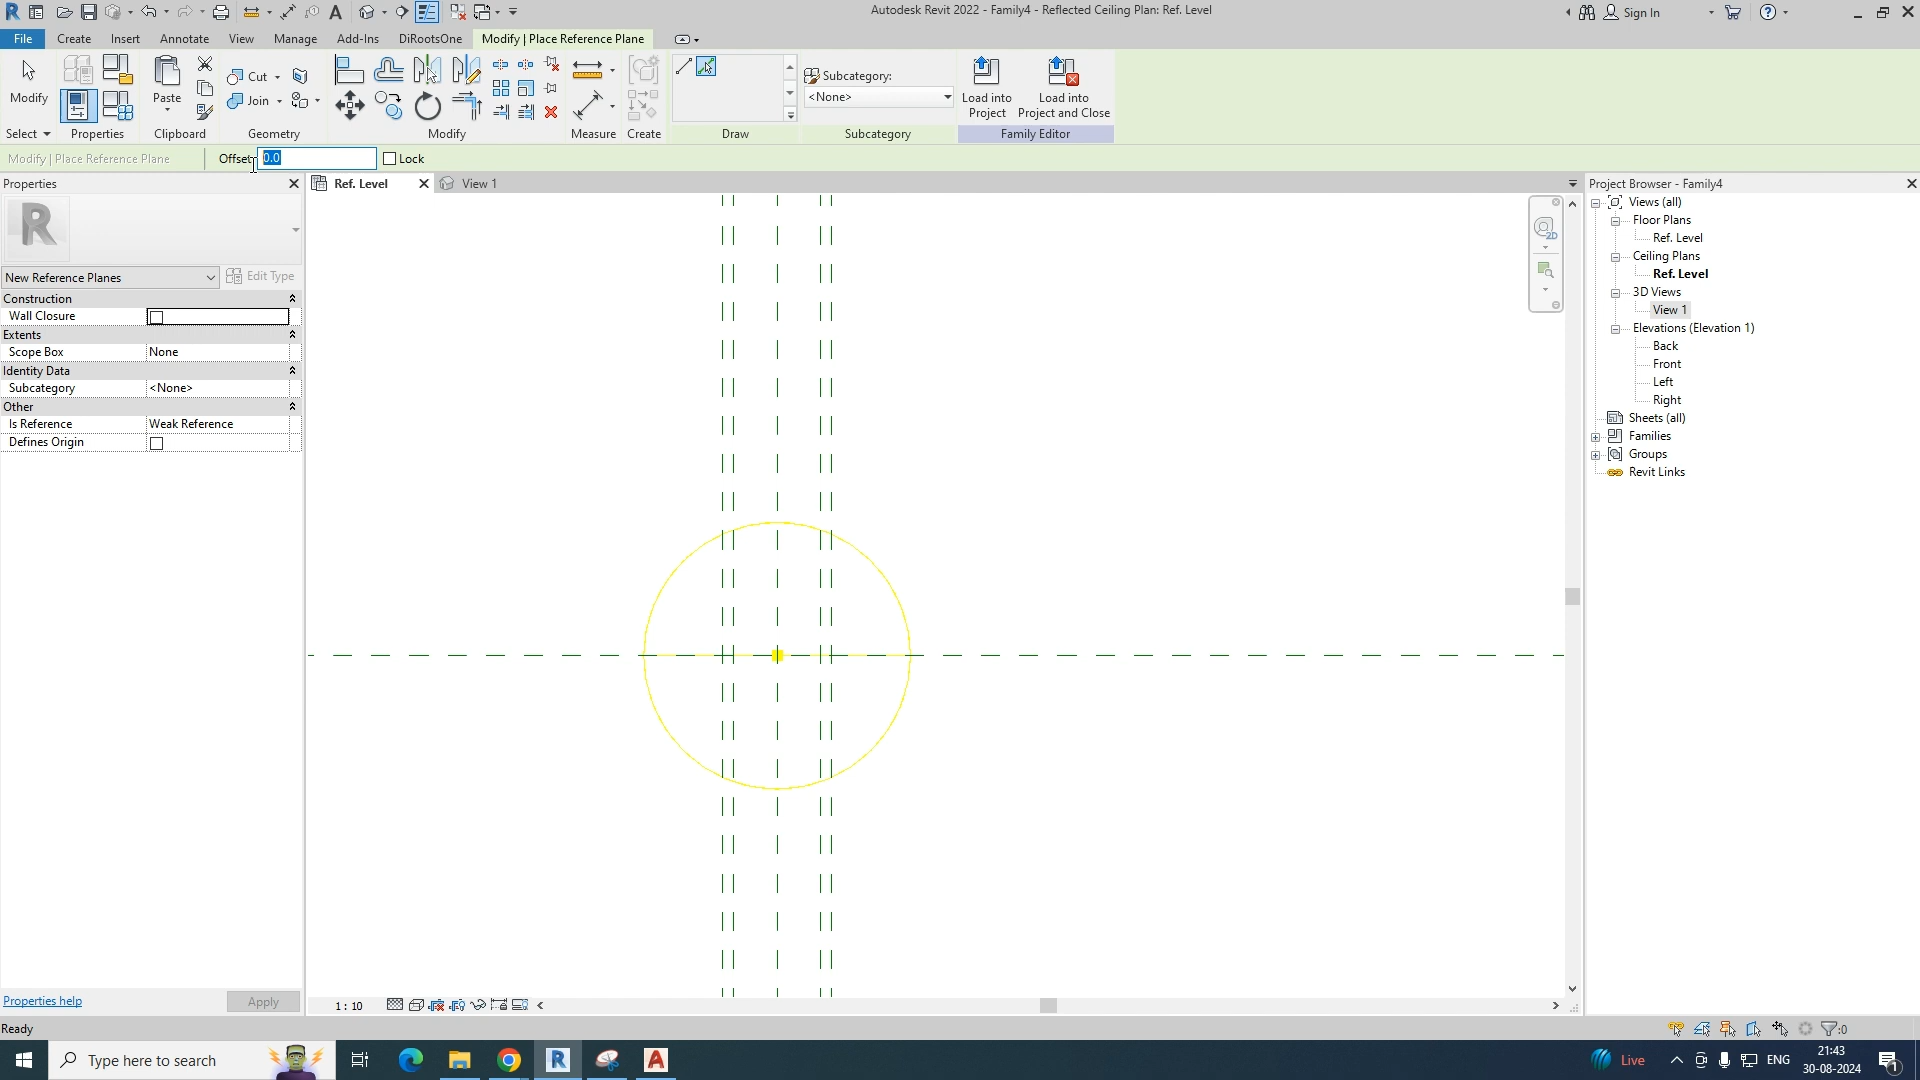 Autodesk Revit 2022 - Family4 - Reflected Ceiling Plan: Ref. Level
Sign In
File Create Insert Annotate View Manage Add-Ins DiRootsOne Modify | Place Reference Plane
Modify
Paste
Cut
Join
Subcategory:
<None>
Load into
Project
Load into
Project and Close
Select Properties Clipboard Geometry Modify Measure Create Draw Subcategory Family Editor
Modify | Place Reference Plane
Offset: 0.0 Lock
Properties
Ref. Level
View 1
Project Browser - Family4
R
New Reference Planes
Edit Type
Construction
Wall Closure
Extents
Scope Box None
Identity Data
Subcategory <None>
Other
Is Reference Weak Reference
Defines Origin
Views (all)
Floor Plans
Ref. Level
Ceiling Plans
Ref. Level
3D Views
View 1
Elevations (Elevation 1)
Back
Front
Left
Right
Sheets (all)
Families
Groups
Revit Links
2D
Properties help
Apply
1 : 10
Ready
:0
Type here to search
Live
ENG
21:43
30-08-2024
1